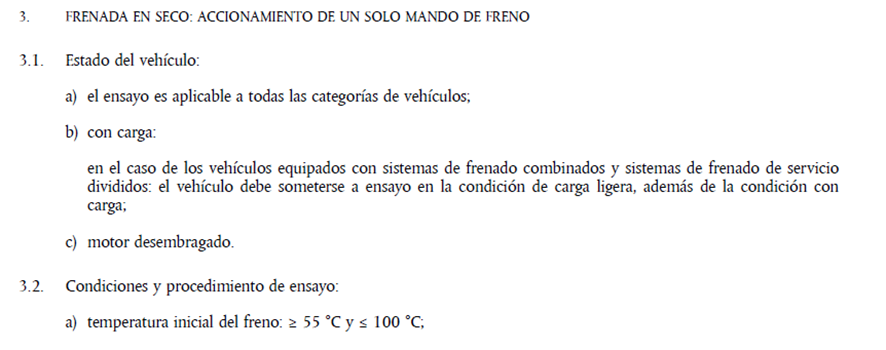 3. FRENADA EN SECO: ACCIONAMIENTO DE UN SOLO MANDO DE FRENO
3.1. Estado del vehículo:
a) el ensayo es aplicable a todas las categorías de vehículos;
b) con carga:
en el caso de los vehículos equipados con sistemas de frenado combinados y sistemas de frenado de servicio
divididos: el vehículo debe someterse a ensayo en la condición de carga ligera, además de la condición con
carga;
c) motor desembragado.
3.2. Condiciones y procedimiento de ensayo:
a) temperatura inicial del freno: ≥ 55 °C y ≤ 100 °C;